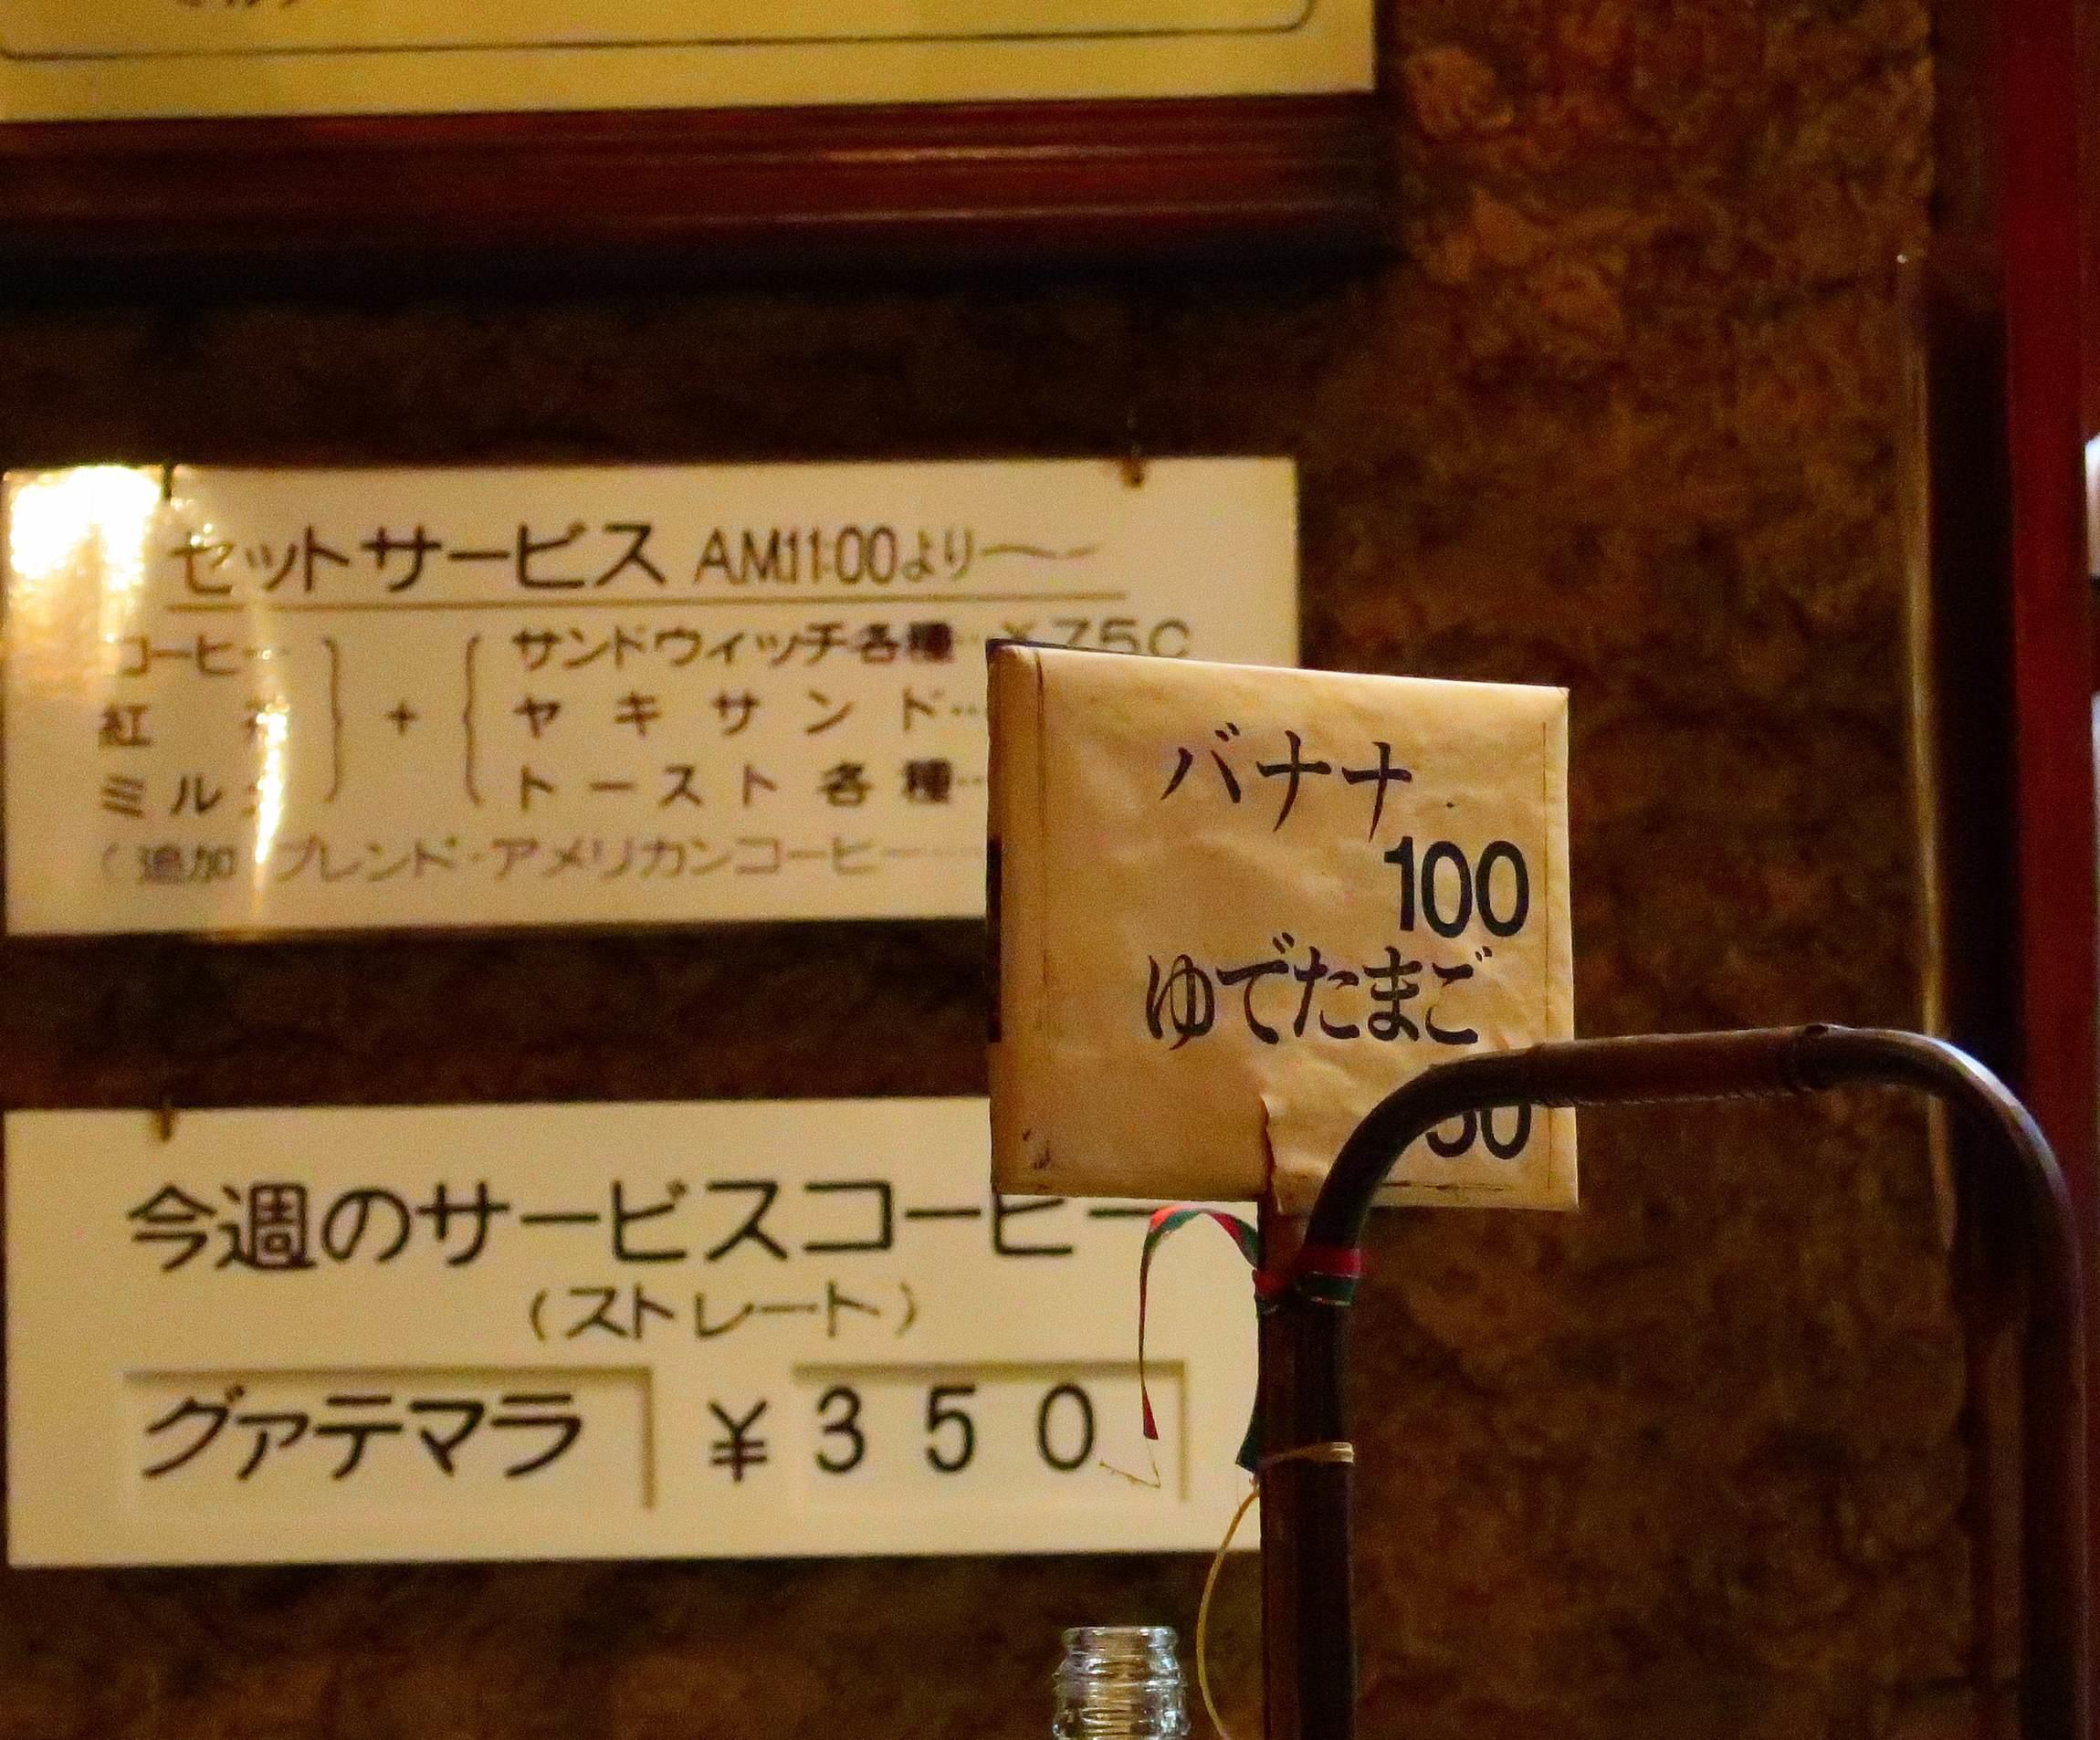 セットサービス AM11:00より〜
コーヒー
紅茶
ミルク
+
サンドウィッチ各種…¥75
ヤキサンド…
トースト各種…
(追加 ブレンド・アメリカンコーヒー……
今週のサービスコーヒー
(ストレート)
グァテマラ ¥350
バナナ
100
ゆでたまご
50